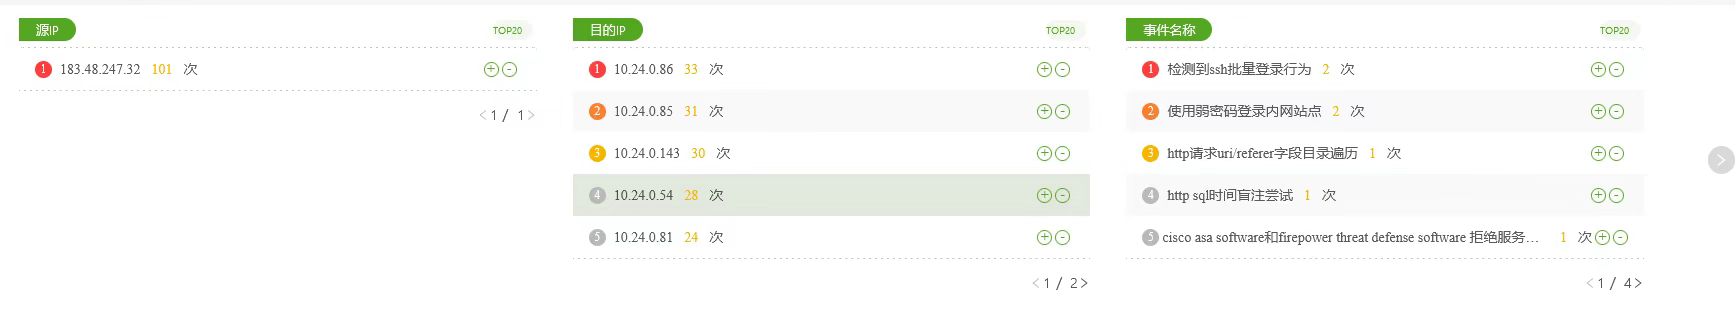 源IP TOP20
1 183.48.247.32 101 次 + -
< 1 / 1 >
目的IP TOP20
1 10.24.0.86 33 次 + -
2 10.24.0.85 31 次 + -
3 10.24.0.143 30 次 + -
4 10.24.0.54 28 次 + -
5 10.24.0.81 24 次 + -
< 1 / 2 >
事件名称 TOP20
1 检测到ssh批量登录行为 2 次 + -
2 使用弱密码登录内网站点 2 次 + -
3 http请求uri/referer字段目录遍历 1 次 + -
4 http sql时间盲注尝试 1 次 + -
5 cisco asa software和firepower threat defense software 拒绝服务... 1 次 + -
< 1 / 4 >